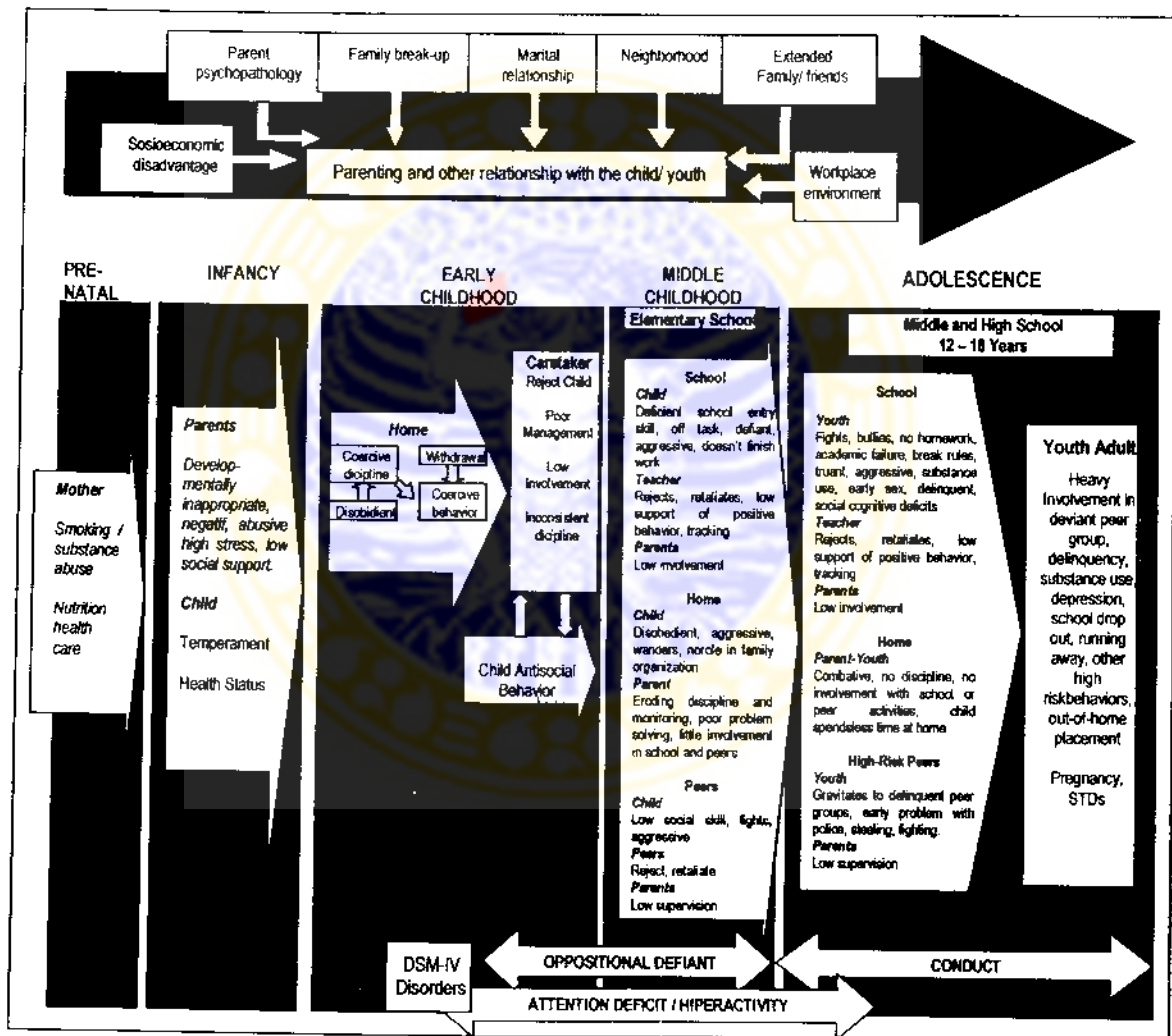 Parent
psychopathology
Family break-up
Marital
relationship
Neighborhood
Extended
Family/ friends
Sosioeconomic
disadvantage
Parenting and other relationship with the child/ youth
Workplace
environment
PRE-
NATAL
INFANCY
EARLY
CHILDHOOD
MIDDLE
CHILDHOOD
ADOLESCENCE
Mother
Smoking /
substance
abuse
Nutrition
health
care
Parents
Develop-
mentally
inappropriate,
negatif, abusive
high stress, low
social support.
Child
Temperament
Health Status
Home
Coercive
dicipline
Withdrawal
Disobidient
Coercive
behavior
Caretaker
Reject Child
Poor
Management
Low
Involvement
Inconsistent
dicipline
Child Antisocial
Behavior
Elementary School
School
Child
Deficient school entry
skill, off task, defiant,
aggressive, doesn't finish
work
Teacher
Rejects, retaliates, low
support of positive
behavior, tracking
Parents
Low involvement
Home
Child
Disobedient, aggressive,
wanders, norole in family
organization
Parent
Eroding discipline and
monitoring, poor problem
solving, little involvement
in school and peers
Peers
Child
Low social skill, fights,
aggressive
Peers
Reject, retaliate
Parents
Low supervision
Middle and High School
12 – 18 Years
School
Youth
Fights, bullies, no homework,
academic failure, break rules,
truant, aggressive, substance
use, early sex, delinquent,
social cognitive deficits
Teacher
Rejects, retaliates, low
support of positive behavior,
tracking
Parents
Low involvement
Home
Parent-Youth
Combative, no discipline, no
involvement with school or
peer activities, child
spendsless time at home
High-Risk Peers
Youth
Gravitates to delinquent peer
groups, early problem with
police, stealing, fighting.
Parents
Low supervision
Youth Adult
Heavy
Involvement in
deviant peer
group,
delinquency,
substance use,
depression,
school drop
out, running
away, other
high
riskbehaviors,
out-of-home
placement
Pregnancy,
STDs
DSM-IV
Disorders
OPPOSITIONAL DEFIANT
CONDUCT
ATTENTION DEFICIT / HIPERACTIVITY